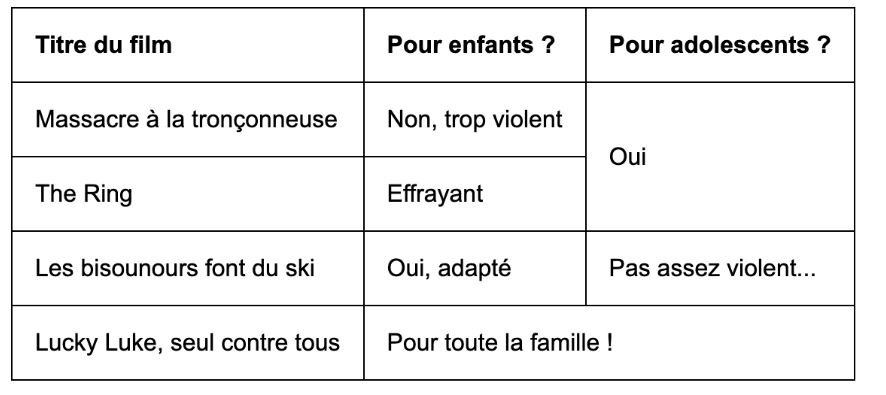 Titre du film Pour enfants ? Pour adolescents ?
Massacre à la tronçonneuse Non, trop violent
Oui
The Ring Effrayant
Les bisounours font du ski Oui, adapté Pas assez violent...
Lucky Luke, seul contre tous Pour toute la famille !